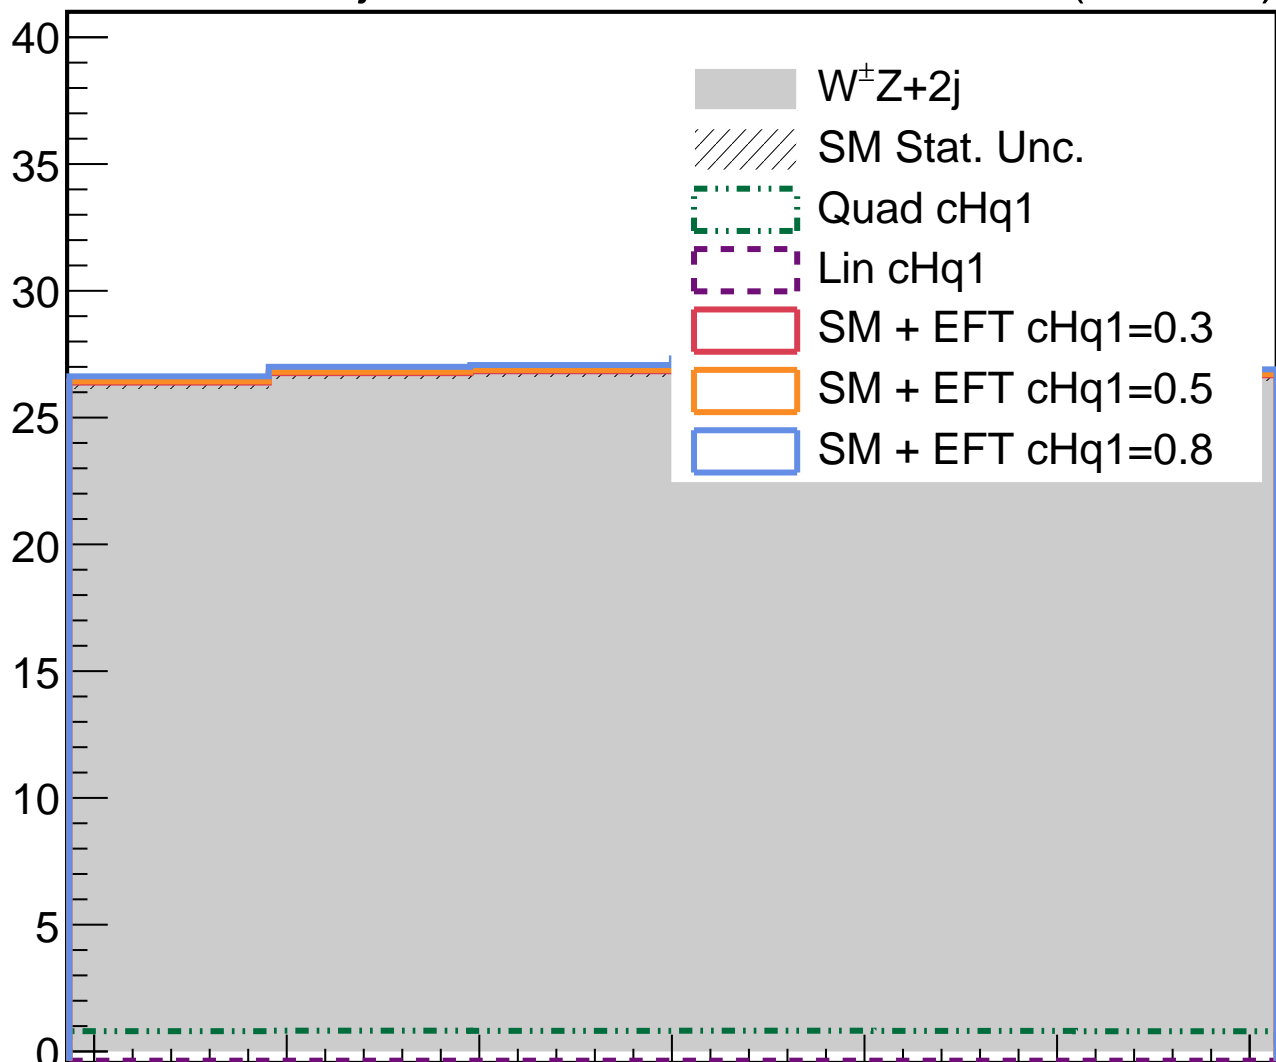 40
35
30
25
20
15
10
5
0
W±Z+2j
SM Stat. Unc.
Quad cHq1
Lin cHq1
SM + EFT cHq1=0.3
SM + EFT cHq1=0.5
SM + EFT cHq1=0.8